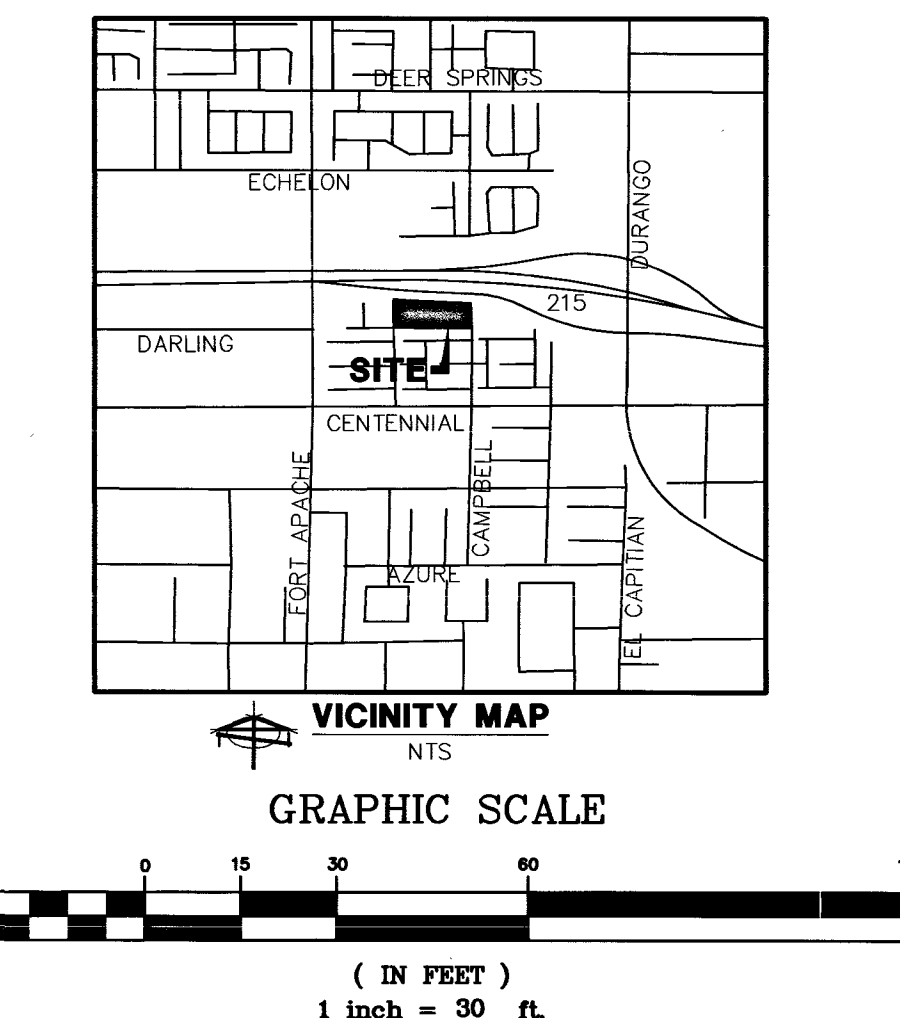 DEER SPRINGS
ECHELON
DURANGO
215
DARLING
SITE
CENTENNIAL
FORT APACHE
CAMPBELL
AZURE
EL CAPITIAN
VICINITY MAP
NTS
GRAPHIC SCALE
0 15 30 60
( IN FEET )
1 inch = 30 ft.